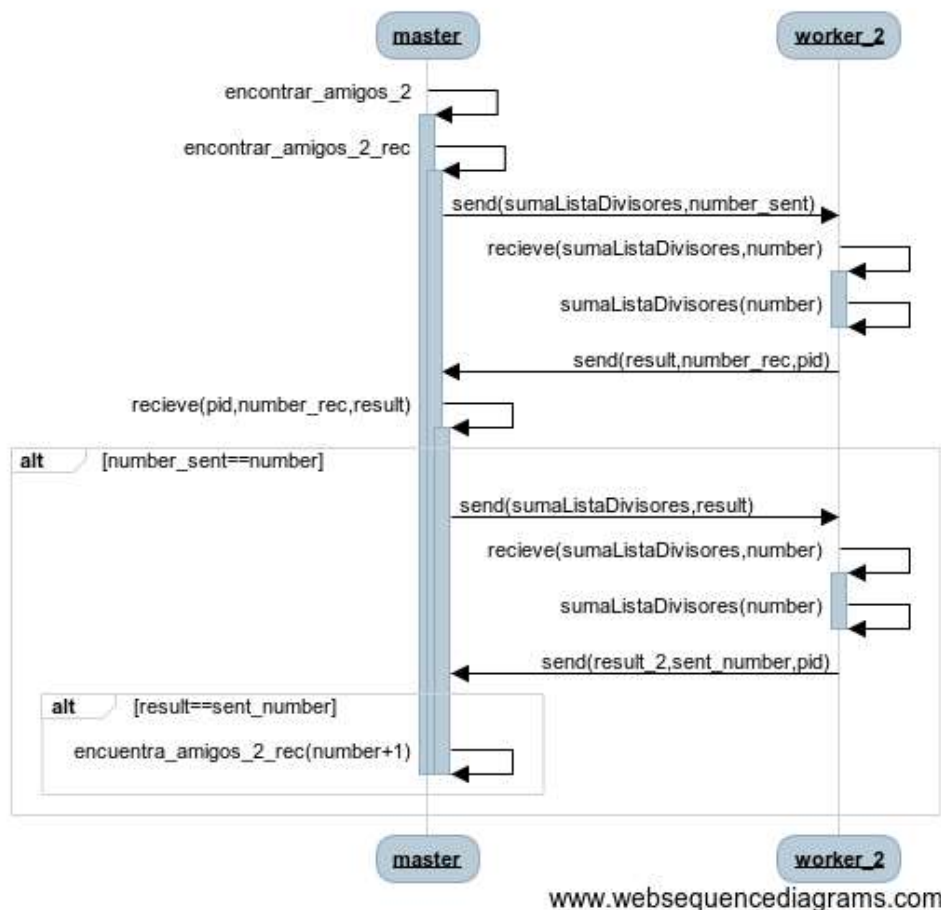 master
worker_2
encontrar_amigos_2
encontrar_amigos_2_rec
send(sumaListaDivisores,number_sent)
recieve(sumaListaDivisores,number)
sumaListaDivisores(number)
send(result,number_rec,pid)
recieve(pid,number_rec,result)
alt [number_sent==number]
send(sumaListaDivisores,result)
recieve(sumaListaDivisores,number)
sumaListaDivisores(number)
send(result_2,sent_number,pid)
alt [result==sent_number]
encuentra_amigos_2_rec(number+1)
master
worker_2
www.websequencediagrams.com